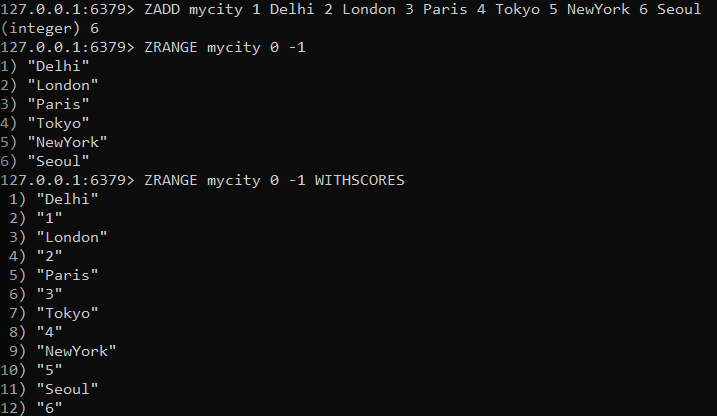 127.0.0.1:6379> ZADD mycity 1 Delhi 2 London 3 Paris 4 Tokyo 5 NewYork 6 Seoul
(integer) 6
127.0.0.1:6379> ZRANGE mycity 0 -1
1) "Delhi"
2) "London"
3) "Paris"
4) "Tokyo"
5) "NewYork"
6) "Seoul"
127.0.0.1:6379> ZRANGE mycity 0 -1 WITHSCORES
 1) "Delhi"
 2) "1"
 3) "London"
 4) "2"
 5) "Paris"
 6) "3"
 7) "Tokyo"
 8) "4"
 9) "NewYork"
10) "5"
11) "Seoul"
12) "6"